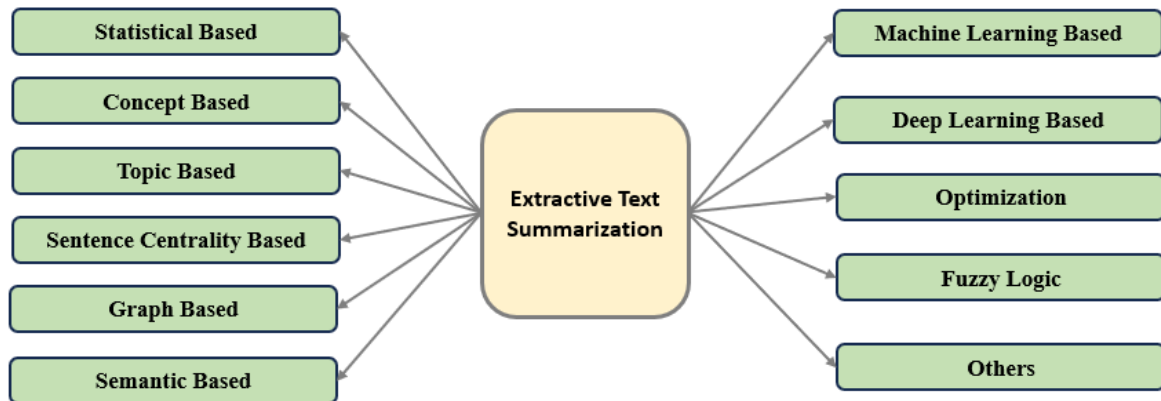 Statistical Based
Concept Based
Topic Based
Sentence Centrality Based
Graph Based
Semantic Based
Extractive Text
Summarization
Machine Learning Based
Deep Learning Based
Optimization
Fuzzy Logic
Others